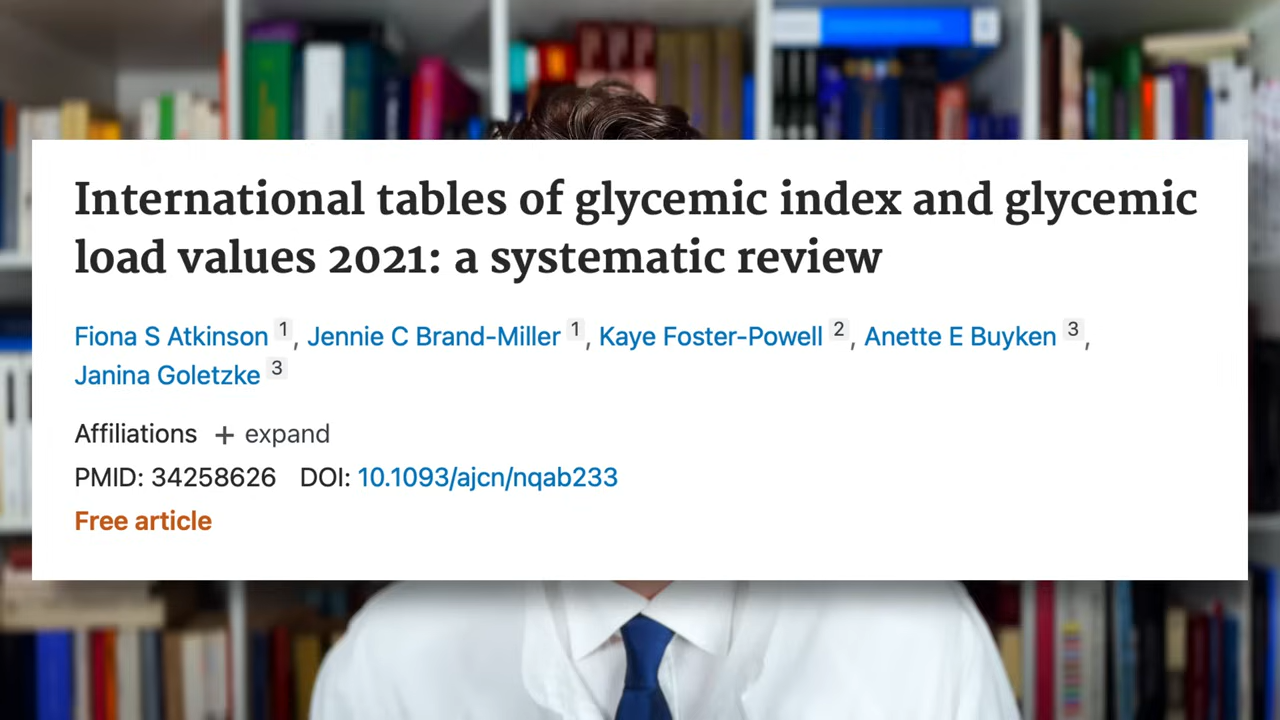 International tables of glycemic index and glycemic
load values 2021: a systematic review
Fiona S Atkinson 1, Jennie C Brand-Miller 1, Kaye Foster-Powell 2, Anette E Buyken 3,
Janina Goletzke 3
Affiliations + expand
PMID: 34258626 DOI: 10.1093/ajcn/nqab233
Free article